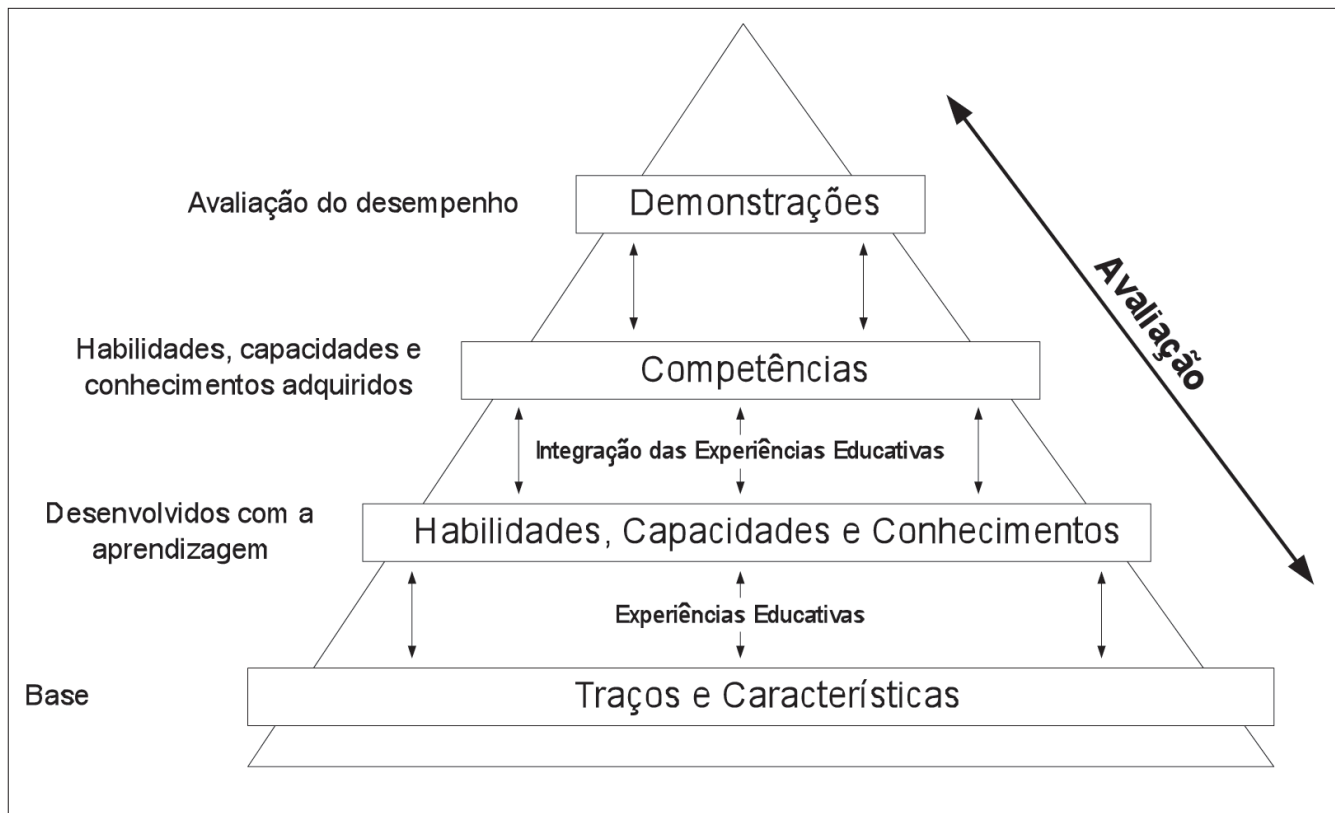 Avaliação do desempenho
Demonstrações
Avaliação
Habilidades, capacidades e
conhecimentos adquiridos
Competências
Integração das Experiências Educativas
Desenvolvidos com a
aprendizagem
Habilidades, Capacidades e Conhecimentos
Experiências Educativas
Base
Traços e Características